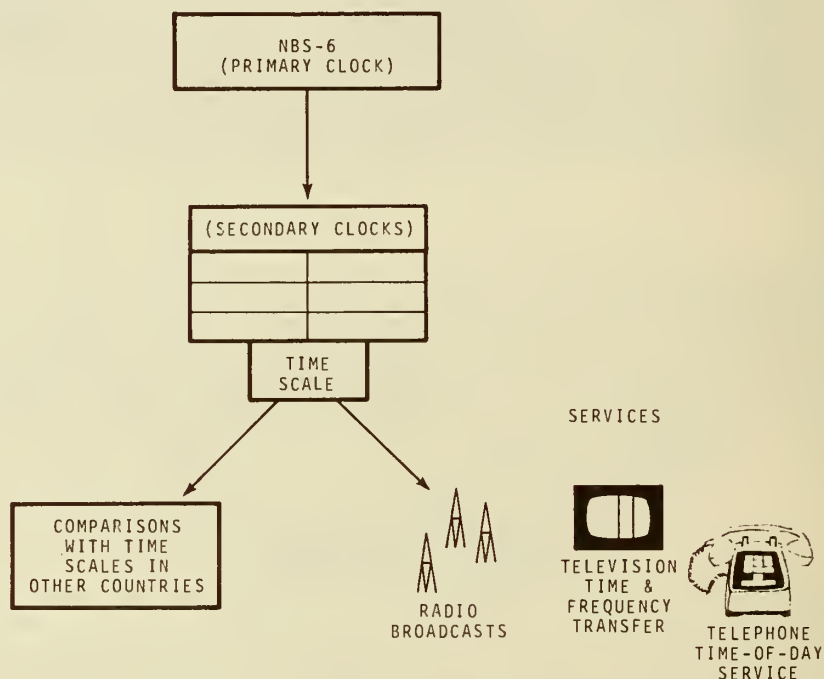 NBS-6
(PRIMARY CLOCK)
(SECONDARY CLOCKS)
TIME
SCALE
SERVICES
COMPARISONS
WITH TIME
SCALES IN
OTHER COUNTRIES
RADIO
BROADCASTS
TELEVISION
TIME &
FREQUENCY
TRANSFER
TELEPHONE
TIME-OF-DAY
SERVICE